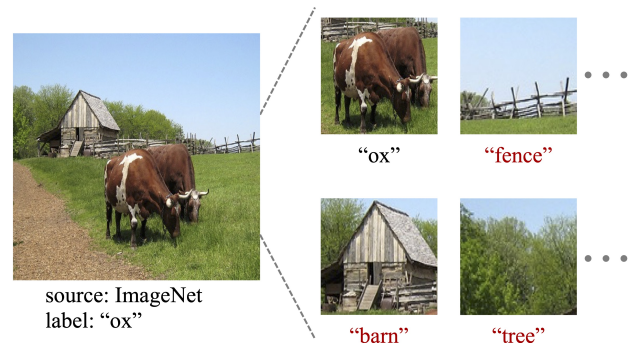 “ox”
“fence”
“barn”
“tree”
source: ImageNet
label: “ox”